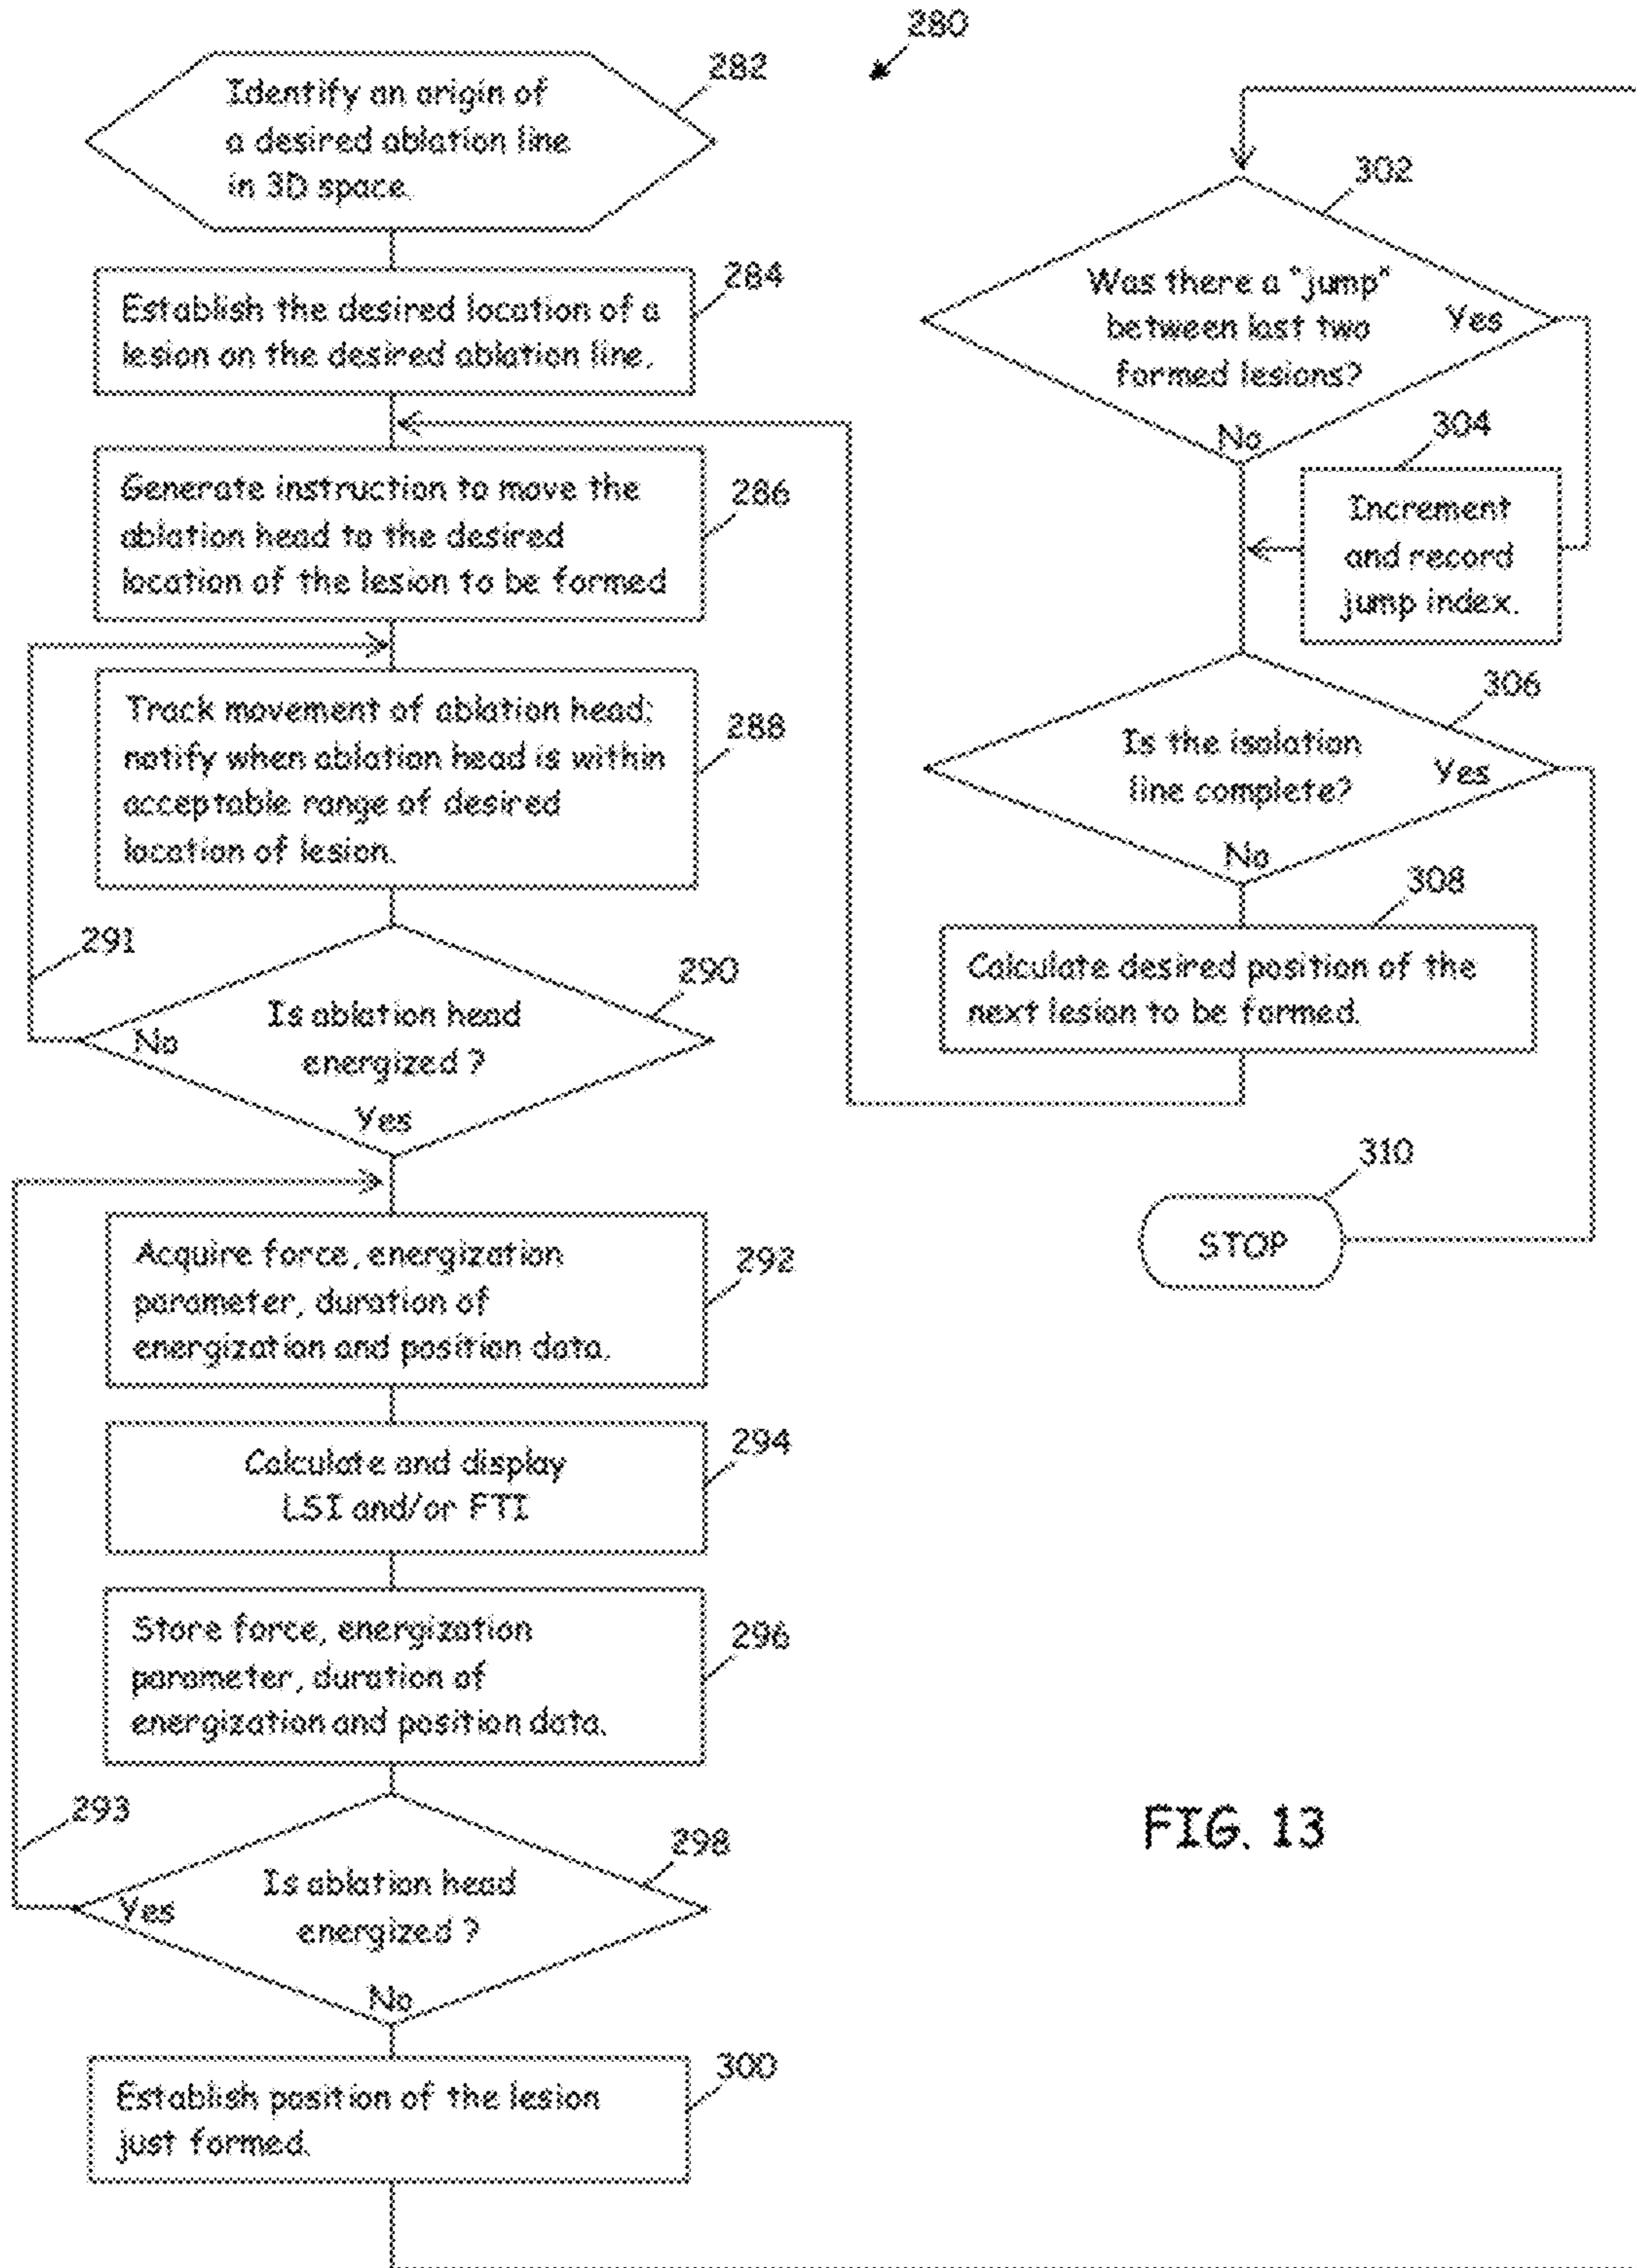 280
282
Identify an origin of
a desired ablation line
in 3D space.
284
Establish the desired location of a
lesion on the desired ablation line.
286
Generate instruction to move the
ablation head to the desired
location of the lesion to be formed
288
Track movement of ablation head;
notify when ablation head is within
acceptable range of desired
location of lesion.
291
290
Is ablation head
energized ?
No
Yes
292
Acquire force, energization
parameter, duration of
energization and position data.
294
Calculate and display
LSI and/or FTI
296
Store force, energization
parameter, duration of
energization and position data.
293
298
Is ablation head
energized ?
Yes
No
300
Establish position of the lesion
just formed.
302
Was there a "jump"
between last two
formed lesions?
Yes
No
304
Increment
and record
jump index.
306
Is the isolation
line complete?
Yes
No
308
Calculate desired position of the
next lesion to be formed.
310
STOP
FIG. 13